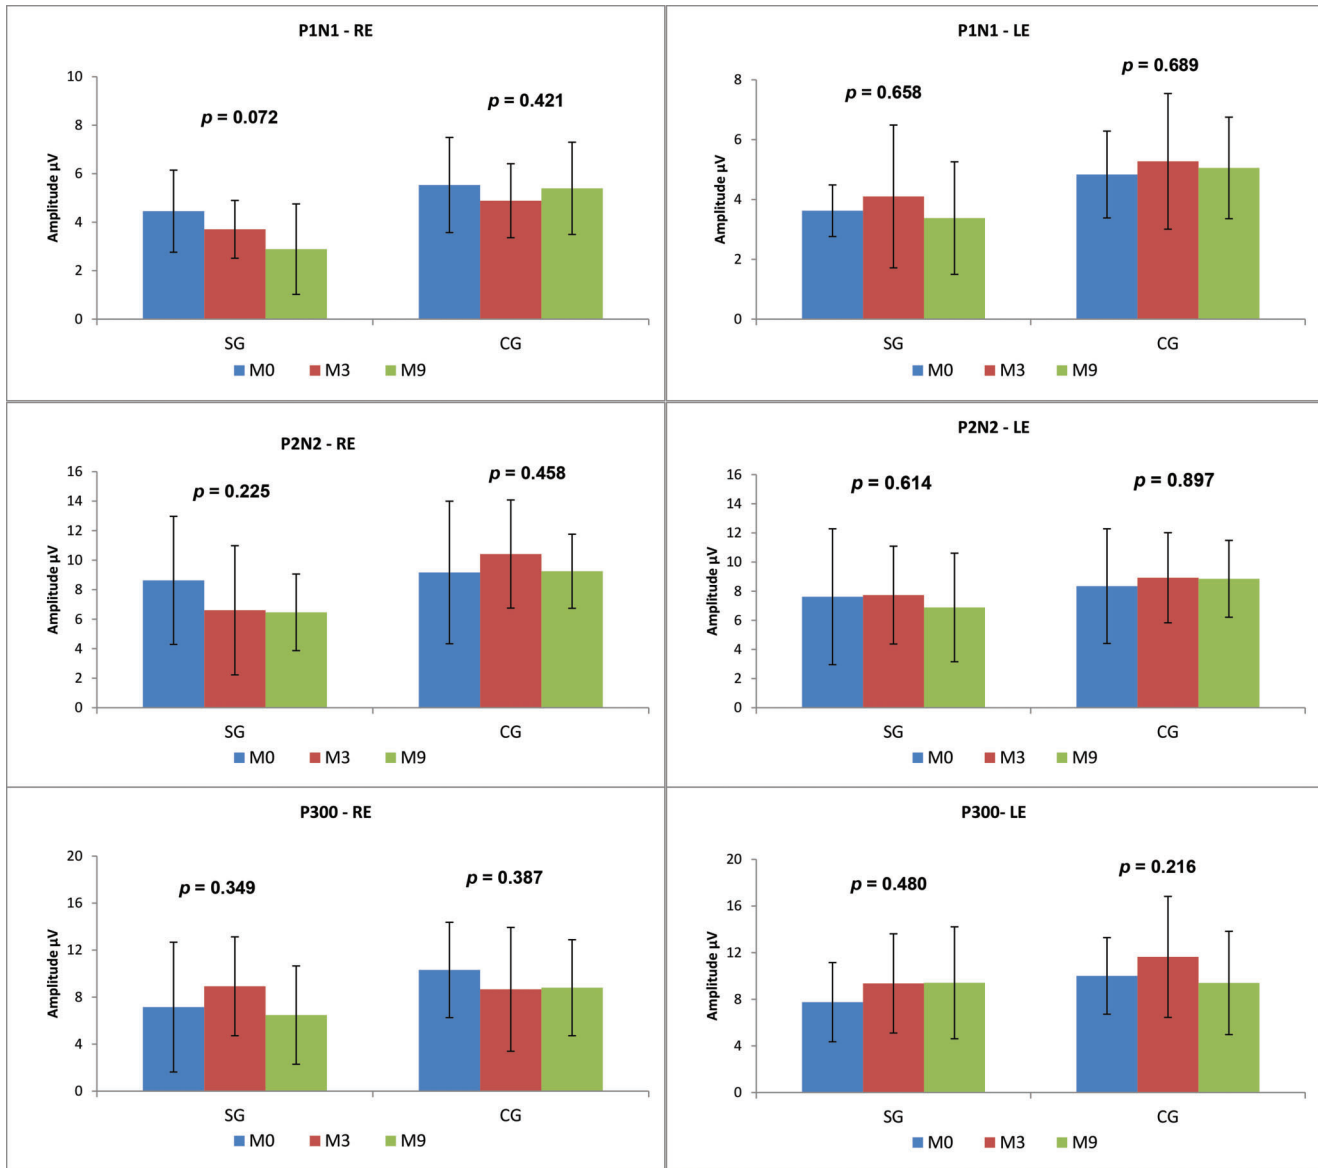 P1N1 - RE
p = 0.072
p = 0.421
Amplitude µV
10
8
6
4
2
0
SG
CG
M0 M3 M9
P1N1 - LE
p = 0.658
p = 0.689
Amplitude µV
8
6
4
2
0
SG
CG
M0 M3 M9
P2N2 - RE
p = 0.225
p = 0.458
Amplitude µV
16
14
12
10
8
6
4
2
0
SG
CG
M0 M3 M9
P2N2 - LE
p = 0.614
p = 0.897
Amplitude µV
16
14
12
10
8
6
4
2
0
SG
CG
M0 M3 M9
P300 - RE
p = 0.349
p = 0.387
Amplitude µV
20
16
12
8
4
0
SG
CG
M0 M3 M9
P300- LE
p = 0.480
p = 0.216
Amplitude µV
20
16
12
8
4
0
SG
CG
M0 M3 M9